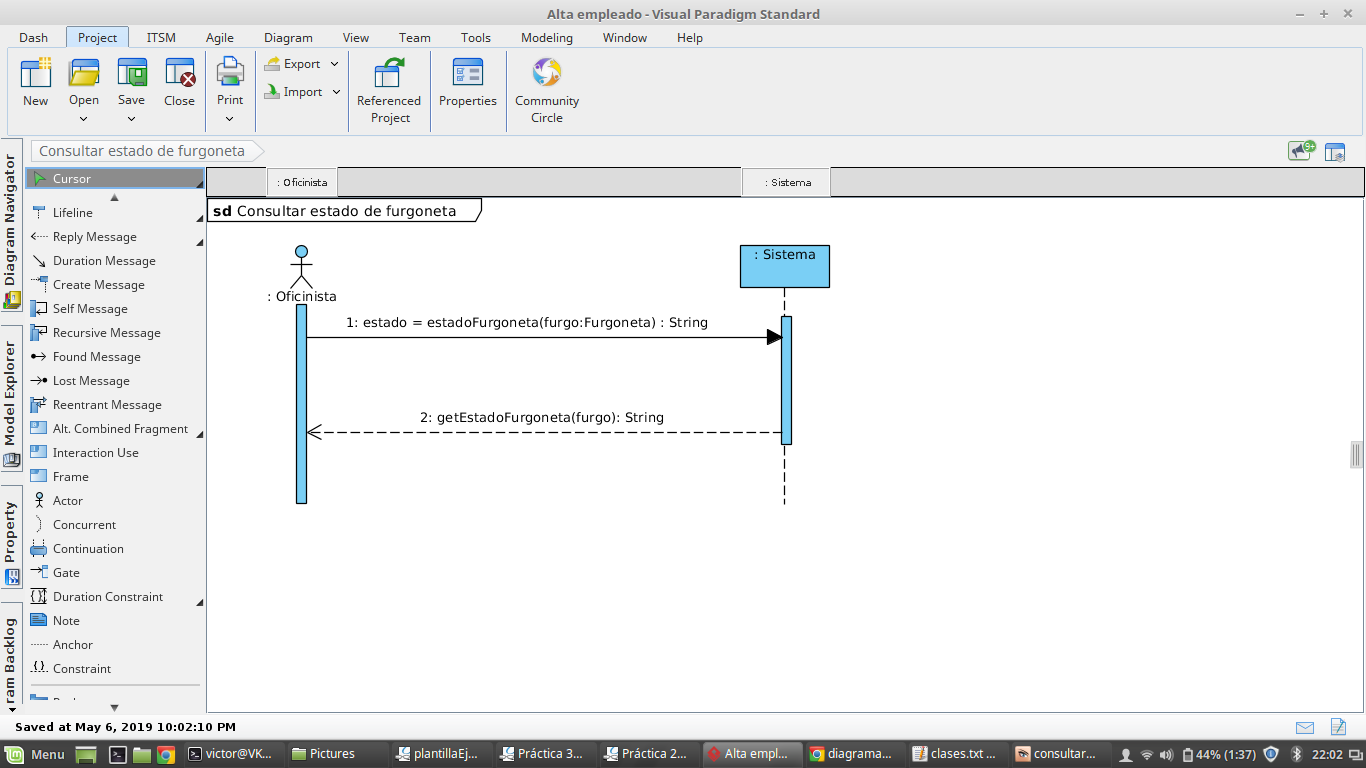 Alta empleado - Visual Paradigm Standard
Dash Project ITSM Agile Diagram View Team Tools Modeling Window Help
New Open Save Close Print Export Import Referenced Project Properties Community Circle
Consultar estado de furgoneta
9+
Diagram Navigator
Model Explorer
Property
ram Backlog
Cursor
Lifeline
Reply Message
Duration Message
Create Message
Self Message
Recursive Message
Found Message
Lost Message
Reentrant Message
Alt. Combined Fragment
Interaction Use
Frame
Actor
Concurrent
Continuation
Gate
Duration Constraint
Note
Anchor
Constraint
: Oficinista : Sistema
sd Consultar estado de furgoneta
: Sistema
: Oficinista
1: estado = estadoFurgoneta(furgo:Furgoneta) : String
2: getEstadoFurgoneta(furgo): String
Saved at May 6, 2019 10:02:10 PM
Menu victor@VK... Pictures plantillaEj... Práctica 3... Práctica 2... Alta empl... diagrama... clases.txt ... consultar... 44% (1:37) 22:02